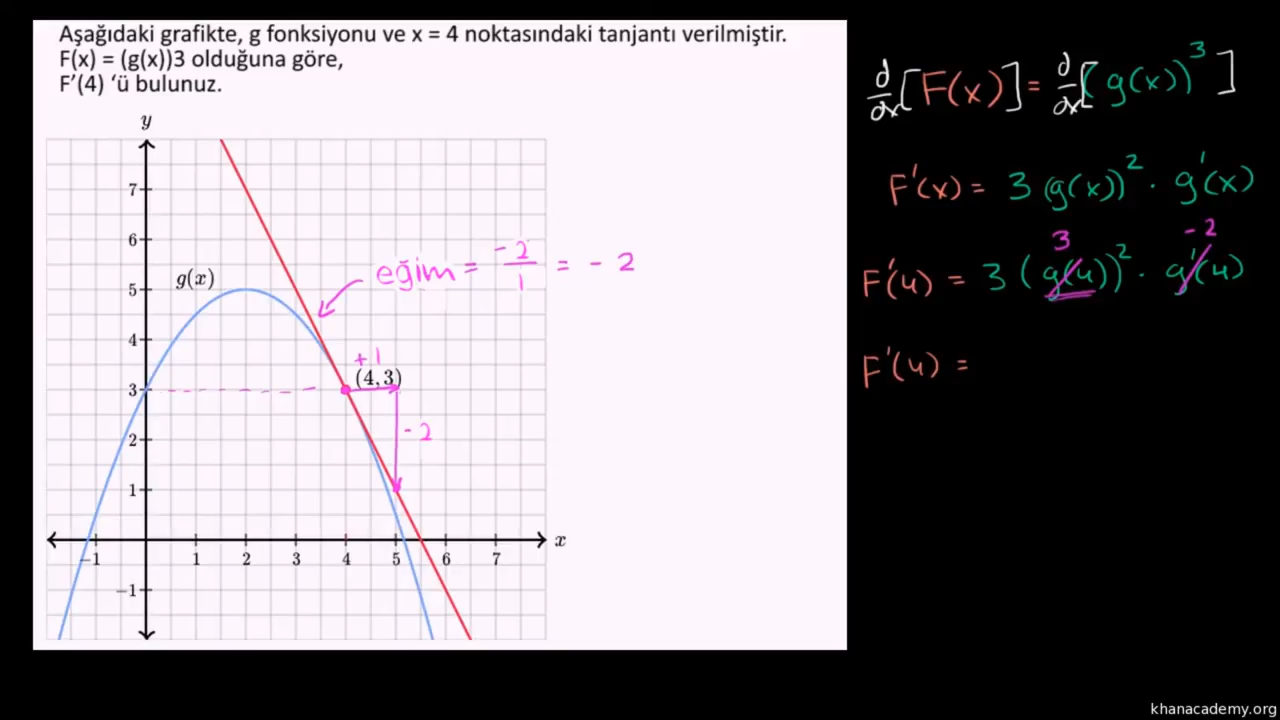 Aşağıdaki grafikte, g fonksiyonu ve x = 4 noktasındaki tanjantı verilmiştir.
F(x) = (g(x))3 olduğuna göre,
F’(4) ‘ü bulunuz.
y
7
6
5
4
3
2
1
−1
−1 1 2 3 4 5 6 7
x
g(x)
eğim = -2/1 = -2
+1
(4,3)
-2
d/dx[F(x)] = d/dx[(g(x))³]
F'(x) = 3(g(x))² · g'(x)
3 -2
F'(4) = 3(g(4))² · g'(4)
F'(4) =
khanacademy.org